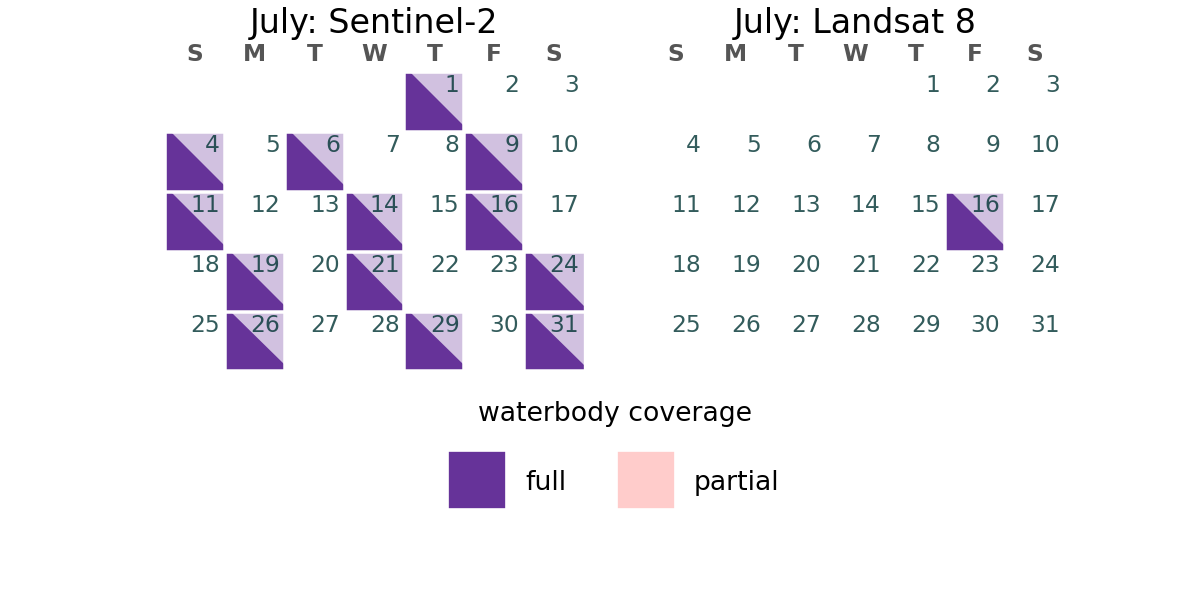 July: Sentinel-2
S M T W T F S
1 2 3
4 5 6 7 8 9 10
11 12 13 14 15 16 17
18 19 20 21 22 23 24
25 26 27 28 29 30 31
July: Landsat 8
S M T W T F S
1 2 3
4 5 6 7 8 9 10
11 12 13 14 15 16 17
18 19 20 21 22 23 24
25 26 27 28 29 30 31
waterbody coverage
full
partial